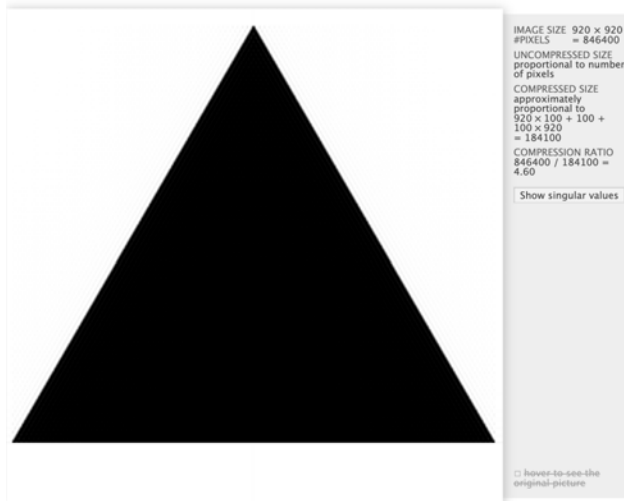 IMAGE SIZE 920 × 920
#PIXELS = 846400
UNCOMPRESSED SIZE
proportional to number
of pixels
COMPRESSED SIZE
approximately
proportional to
920 × 100 + 100 +
100 × 920
= 184100
COMPRESSION RATIO
846400 / 184100 =
4.60
Show singular values
hover to see the
original picture